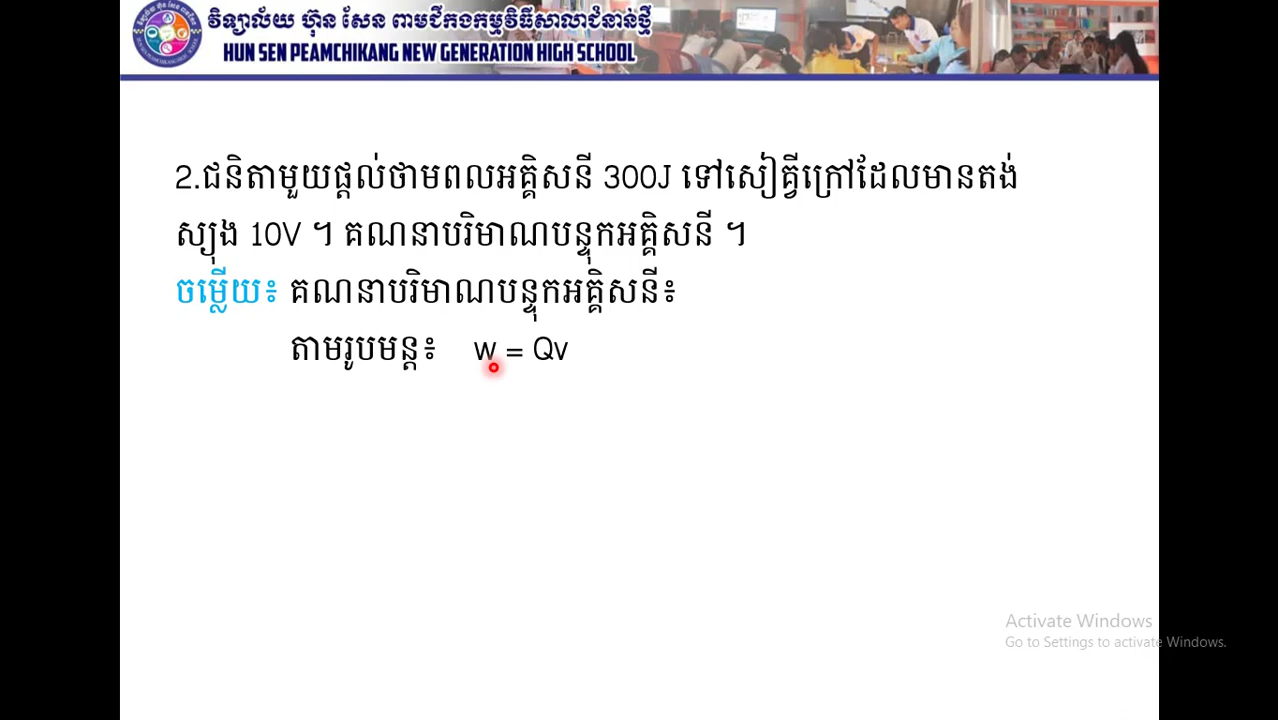 វិទ្យាល័យ ហ៊ុន សែន ពាមជីកងកម្មវិធីសាលាជំនាន់ថ្មី
HUN SEN PEAMCHIKANG NEW GENERATION HIGH SCHOOL
2.ជនិតាមួយផ្ដល់ថាមពលអគ្គិសនី 300J ទៅសៀគ្វីក្រៅដែលមានតង់
ស្យុង 10V ។ គណនាបរិមាណបន្ទុកអគ្គិសនី ។
ចម្លើយ៖ គណនាបរិមាណបន្ទុកអគ្គិសនី៖
តាមរូបមន្ត៖ w = Qv
Activate Windows
Go to Settings to activate Windows.